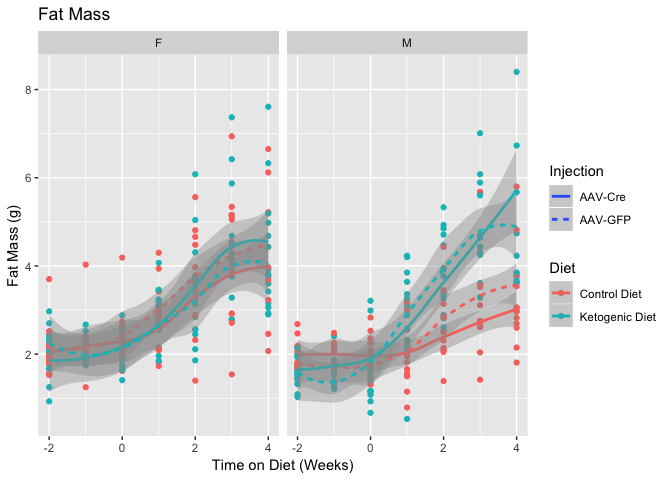 Fat Mass
F
M
8
6
4
2
Fat Mass (g)
-2
0
2
4
-2
0
2
4
Time on Diet (Weeks)
Injection
AAV-Cre
AAV-GFP
Diet
Control Diet
Ketogenic Diet